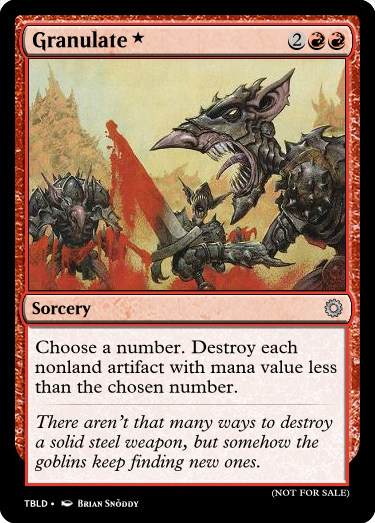 Granulate★ 2
Sorcery
Choose a number. Destroy each
nonland artifact with mana value less
than the chosen number.
There aren't that many ways to destroy
a solid steel weapon, but somehow the
goblins keep finding new ones.
(NOT FOR SALE)
TBLD • Brian Snõddy